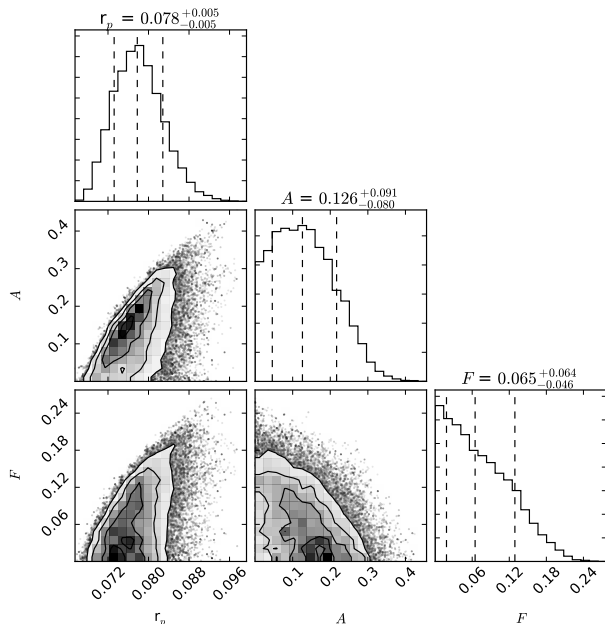 r_p = 0.078^{+0.005}_{-0.005}
A = 0.126^{+0.091}_{-0.080}
0.4
0.3
0.2
0.1
A
F = 0.065^{+0.064}_{-0.046}
0.24
0.18
0.12
0.06
F
0.072 0.080 0.088 0.096
r_p
0.1 0.2 0.3 0.4
A
0.06 0.12 0.18 0.24
F